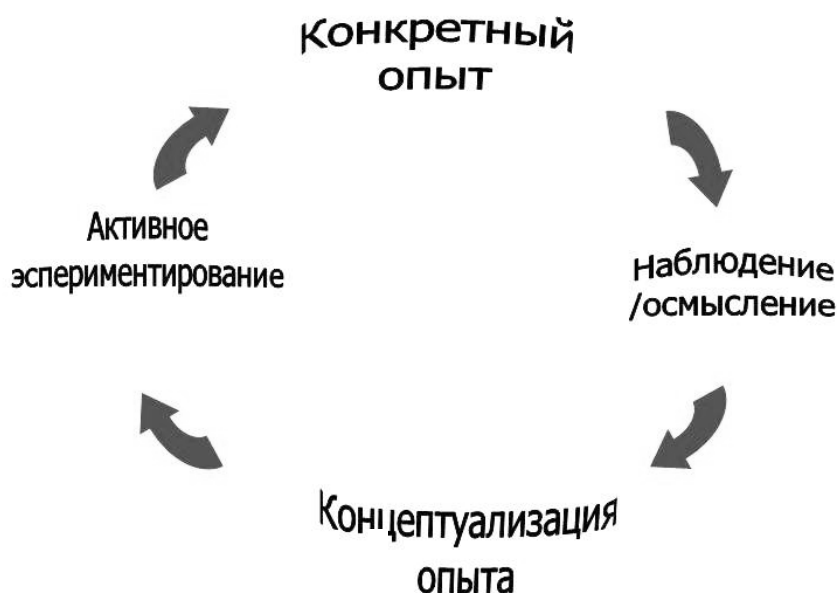 Конкретный
опыт
Наблюдение
/осмысление
Концептуализация
опыта
Активное
эспериментирование